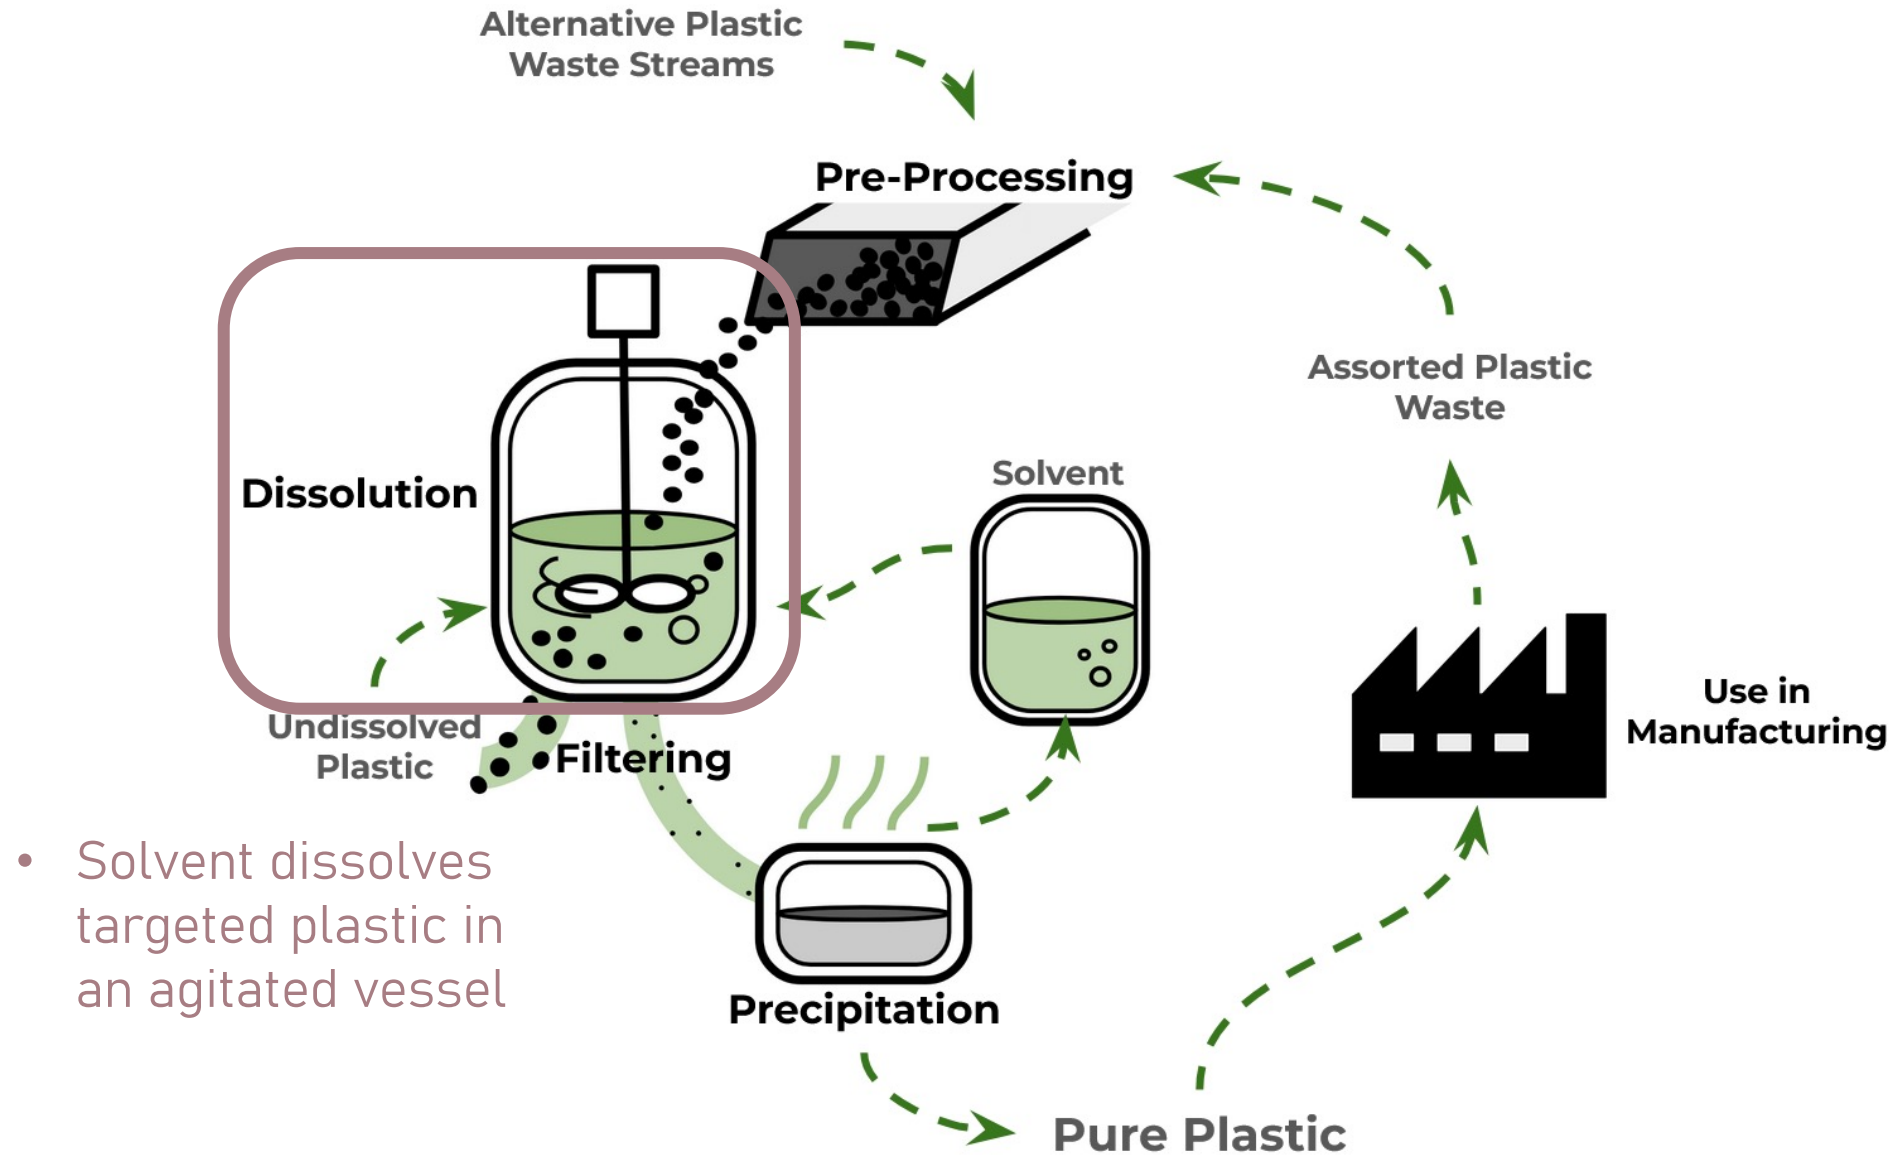 Alternative Plastic
Waste Streams
Pre-Processing
Assorted Plastic
Waste
Solvent
Dissolution
Use in
Manufacturing
Undissolved
Plastic
Filtering
• Solvent dissolves
targeted plastic in
an agitated vessel
Precipitation
Pure Plastic